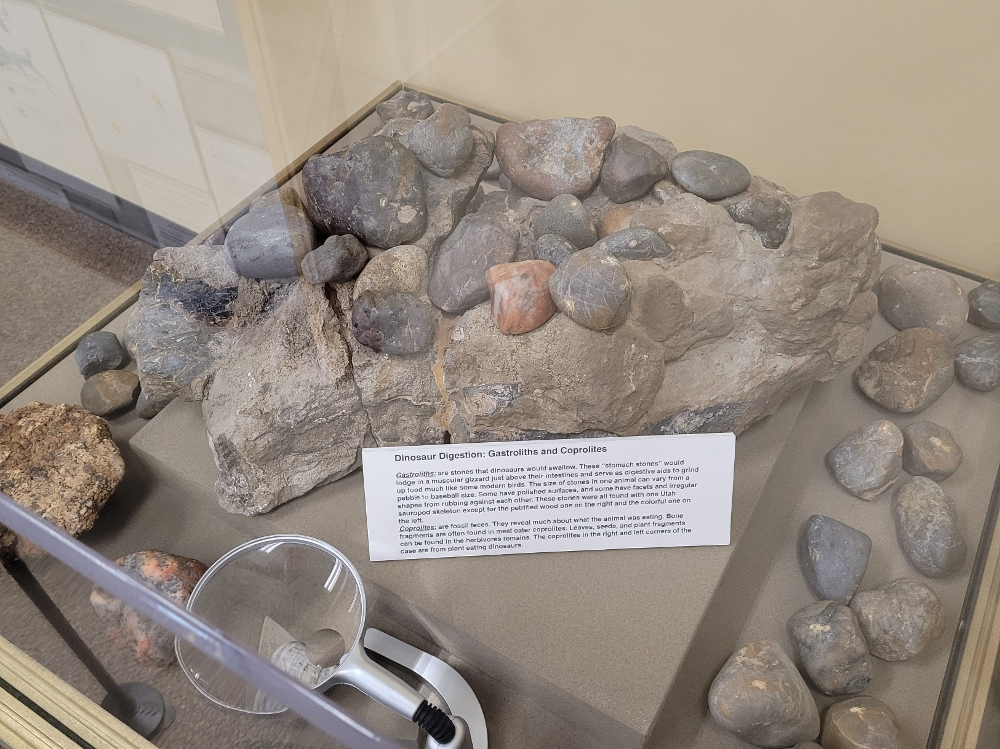 Dinosaur Digestion: Gastroliths and Coprolites
Gastroliths: are stones that dinosaurs would swallow. These "stomach stones" would
lodge in a muscular gizzard just above their intestines and serve as digestive aids to grind
up food much like some modern birds. The size of stones in one animal can vary from a
pebble to baseball size. Some have polished surfaces, and some have facets and irregular
shapes from rubbing against each other. These stones were all found with one Utah
sauropod skeleton except for the petrified wood one on the right and the colorful one on
the left.
Coprolites: are fossil feces. They reveal much about what the animal was eating. Bone
fragments are often found in meat eater coprolites. Leaves, seeds, and plant fragments
can be found in the herbivores remains. The coprolites in the right and left corners of the
case are from plant eating dinosaurs.